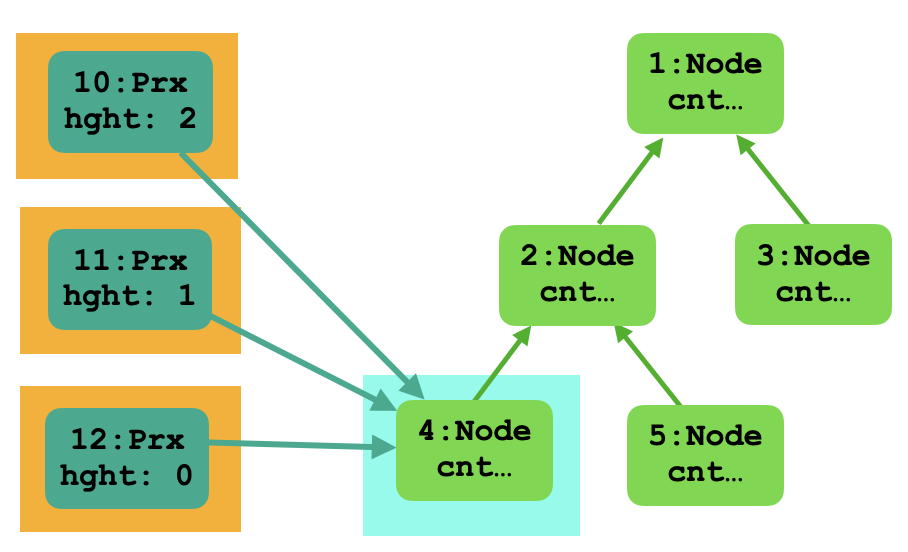 10:Prx
hght: 2
11:Prx
hght: 1
12:Prx
hght: 0
1:Node
cnt…
2:Node
cnt…
3:Node
cnt…
4:Node
cnt…
5:Node
cnt…